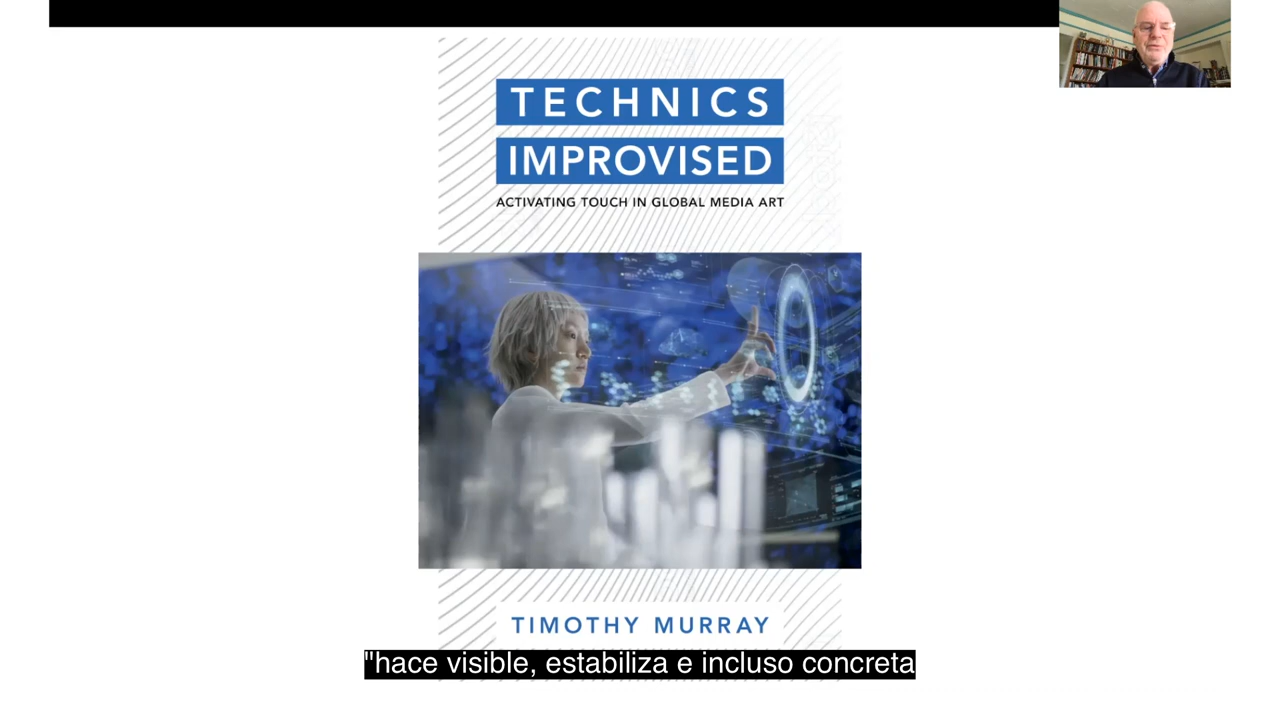 TECHNICS
IMPROVISED
ACTIVATING TOUCH IN GLOBAL MEDIA ART
TIMOTHY MURRAY
"hace visible, estabiliza e incluso concreta